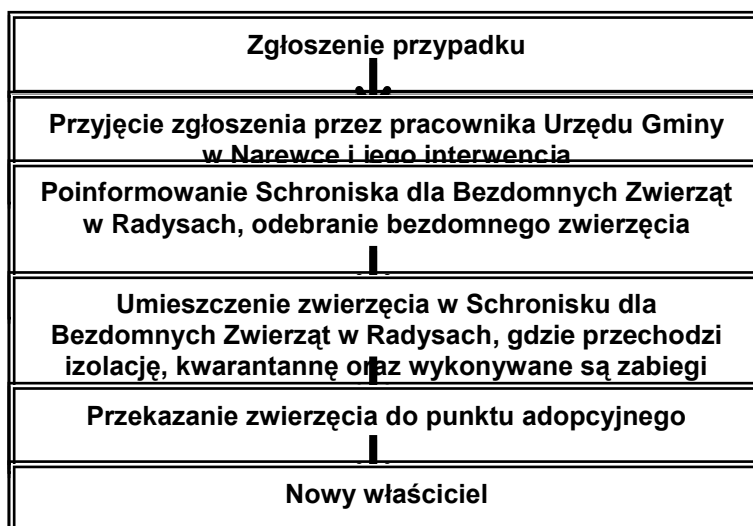 Zgłoszenie przypadku
Przyjęcie zgłoszenia przez pracownika Urzędu Gminy
w Narewce i jego interwencja
Poinformowanie Schroniska dla Bezdomnych Zwierząt
w Radysach, odebranie bezdomnego zwierzęcia
Umieszczenie zwierzęcia w Schronisku dla
Bezdomnych Zwierząt w Radysach, gdzie przechodzi
izolację, kwarantannę oraz wykonywane są zabiegi
Przekazanie zwierzęcia do punktu adopcyjnego
Nowy właściciel